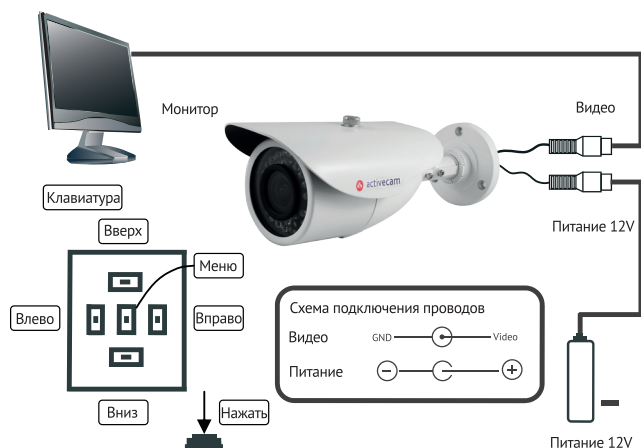 Монитор
Видео
activecam
Клавиатура
Вверх
Питание 12V
Меню
Влево
Вправо
Схема подключения проводов
Видео GND Video
Питание − +
Вниз
Нажать
Питание 12V